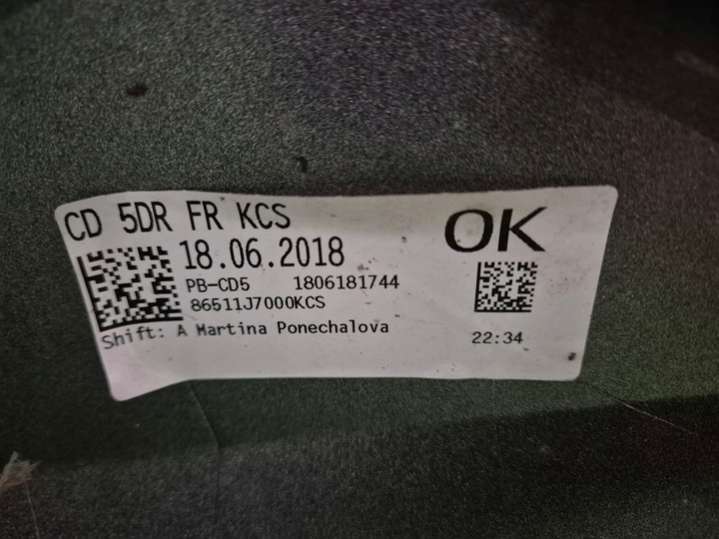 CD 5DR FR KCS
OK
18.06.2018
PB-CD5 1806181744
86511J7000KCS
Shift: A Martina Ponechalova
22:34